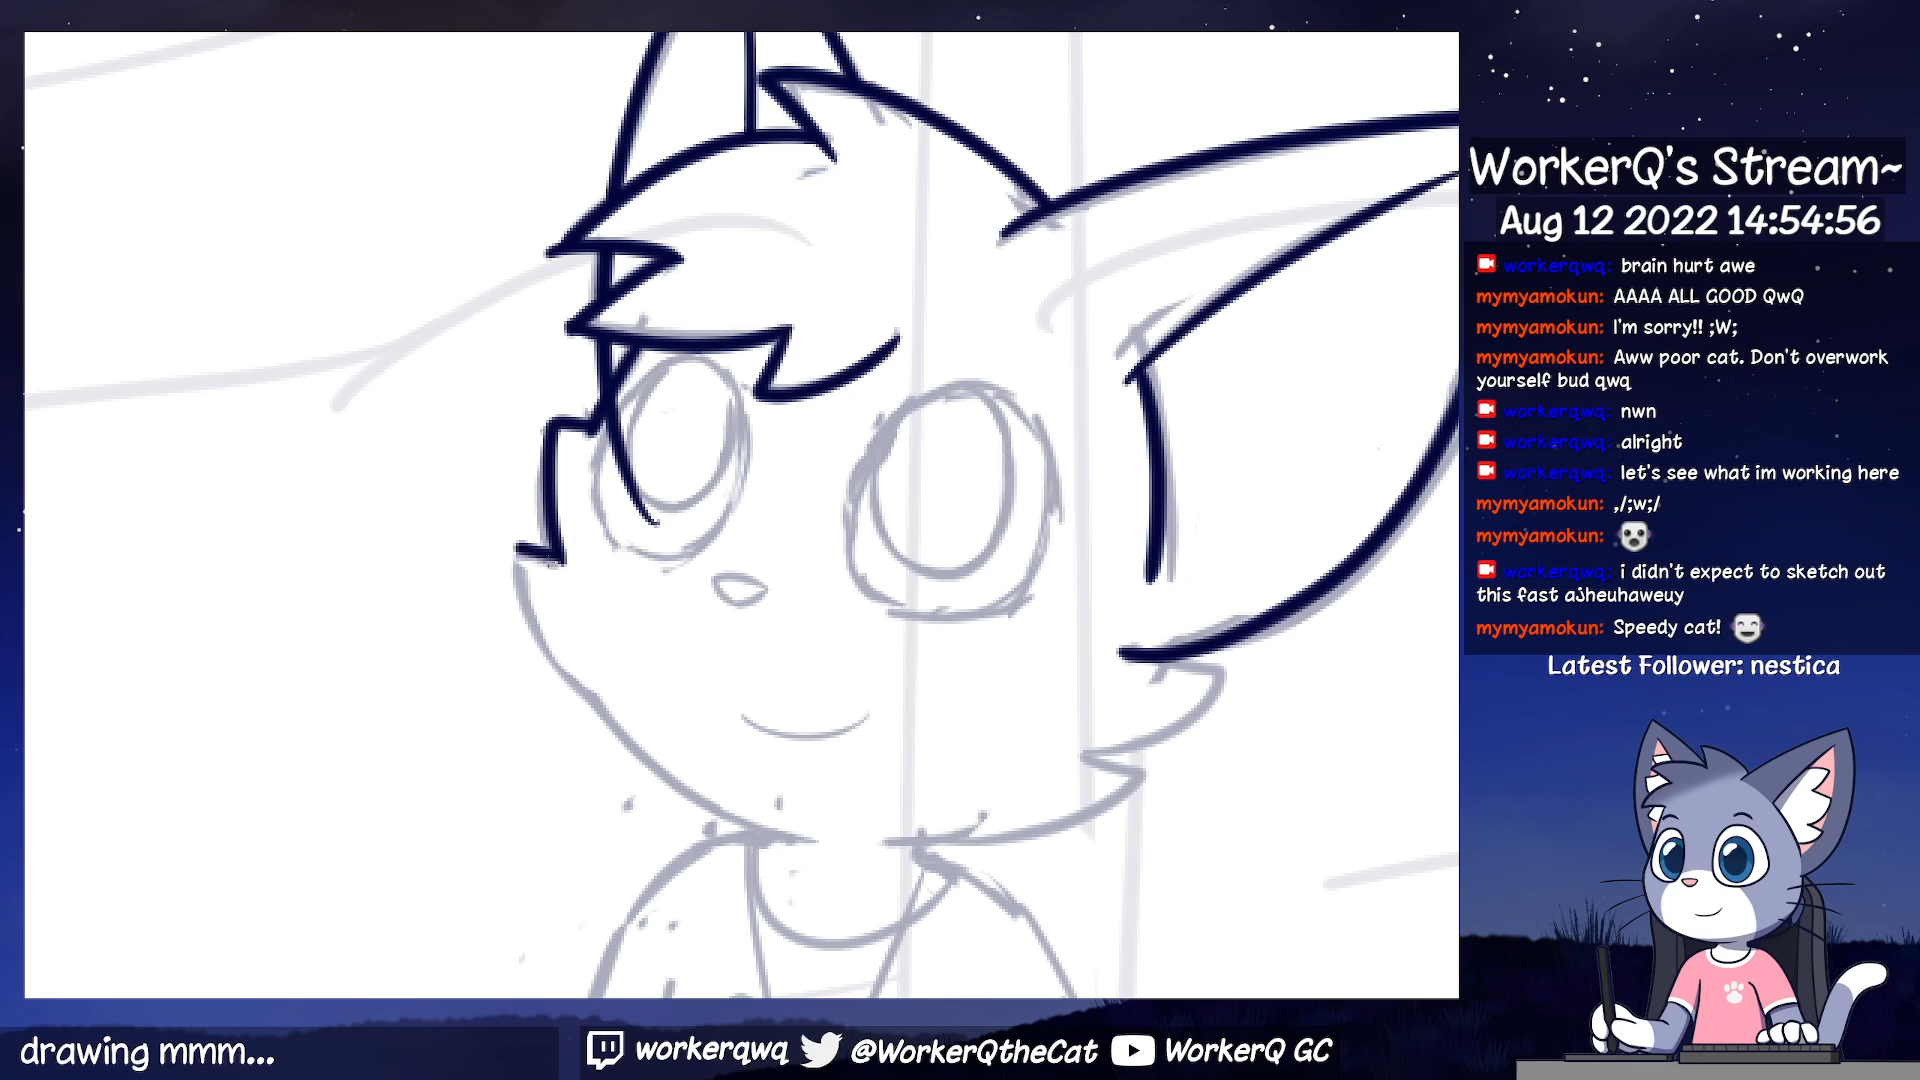 WorkerQ's Stream~
Aug 12 2022 14:54:56
workerqwq: brain hurt awe
mymyamokun: AAAA ALL GOOD QwQ
mymyamokun: I'm sorry!! ;W;
mymyamokun: Aww poor cat. Don't overwork
yourself bud qwq
workerqwq: nwn
workerqwq: alright
workerqwq: let's see what im working here
mymyamokun: ,/;w;/
mymyamokun:
workerqwq: i didn't expect to sketch out
this fast ajheuhaweuy
mymyamokun: Speedy cat!
Latest Follower: nestica
drawing mmm...
workerqwq @WorkerQtheCat WorkerQ GC